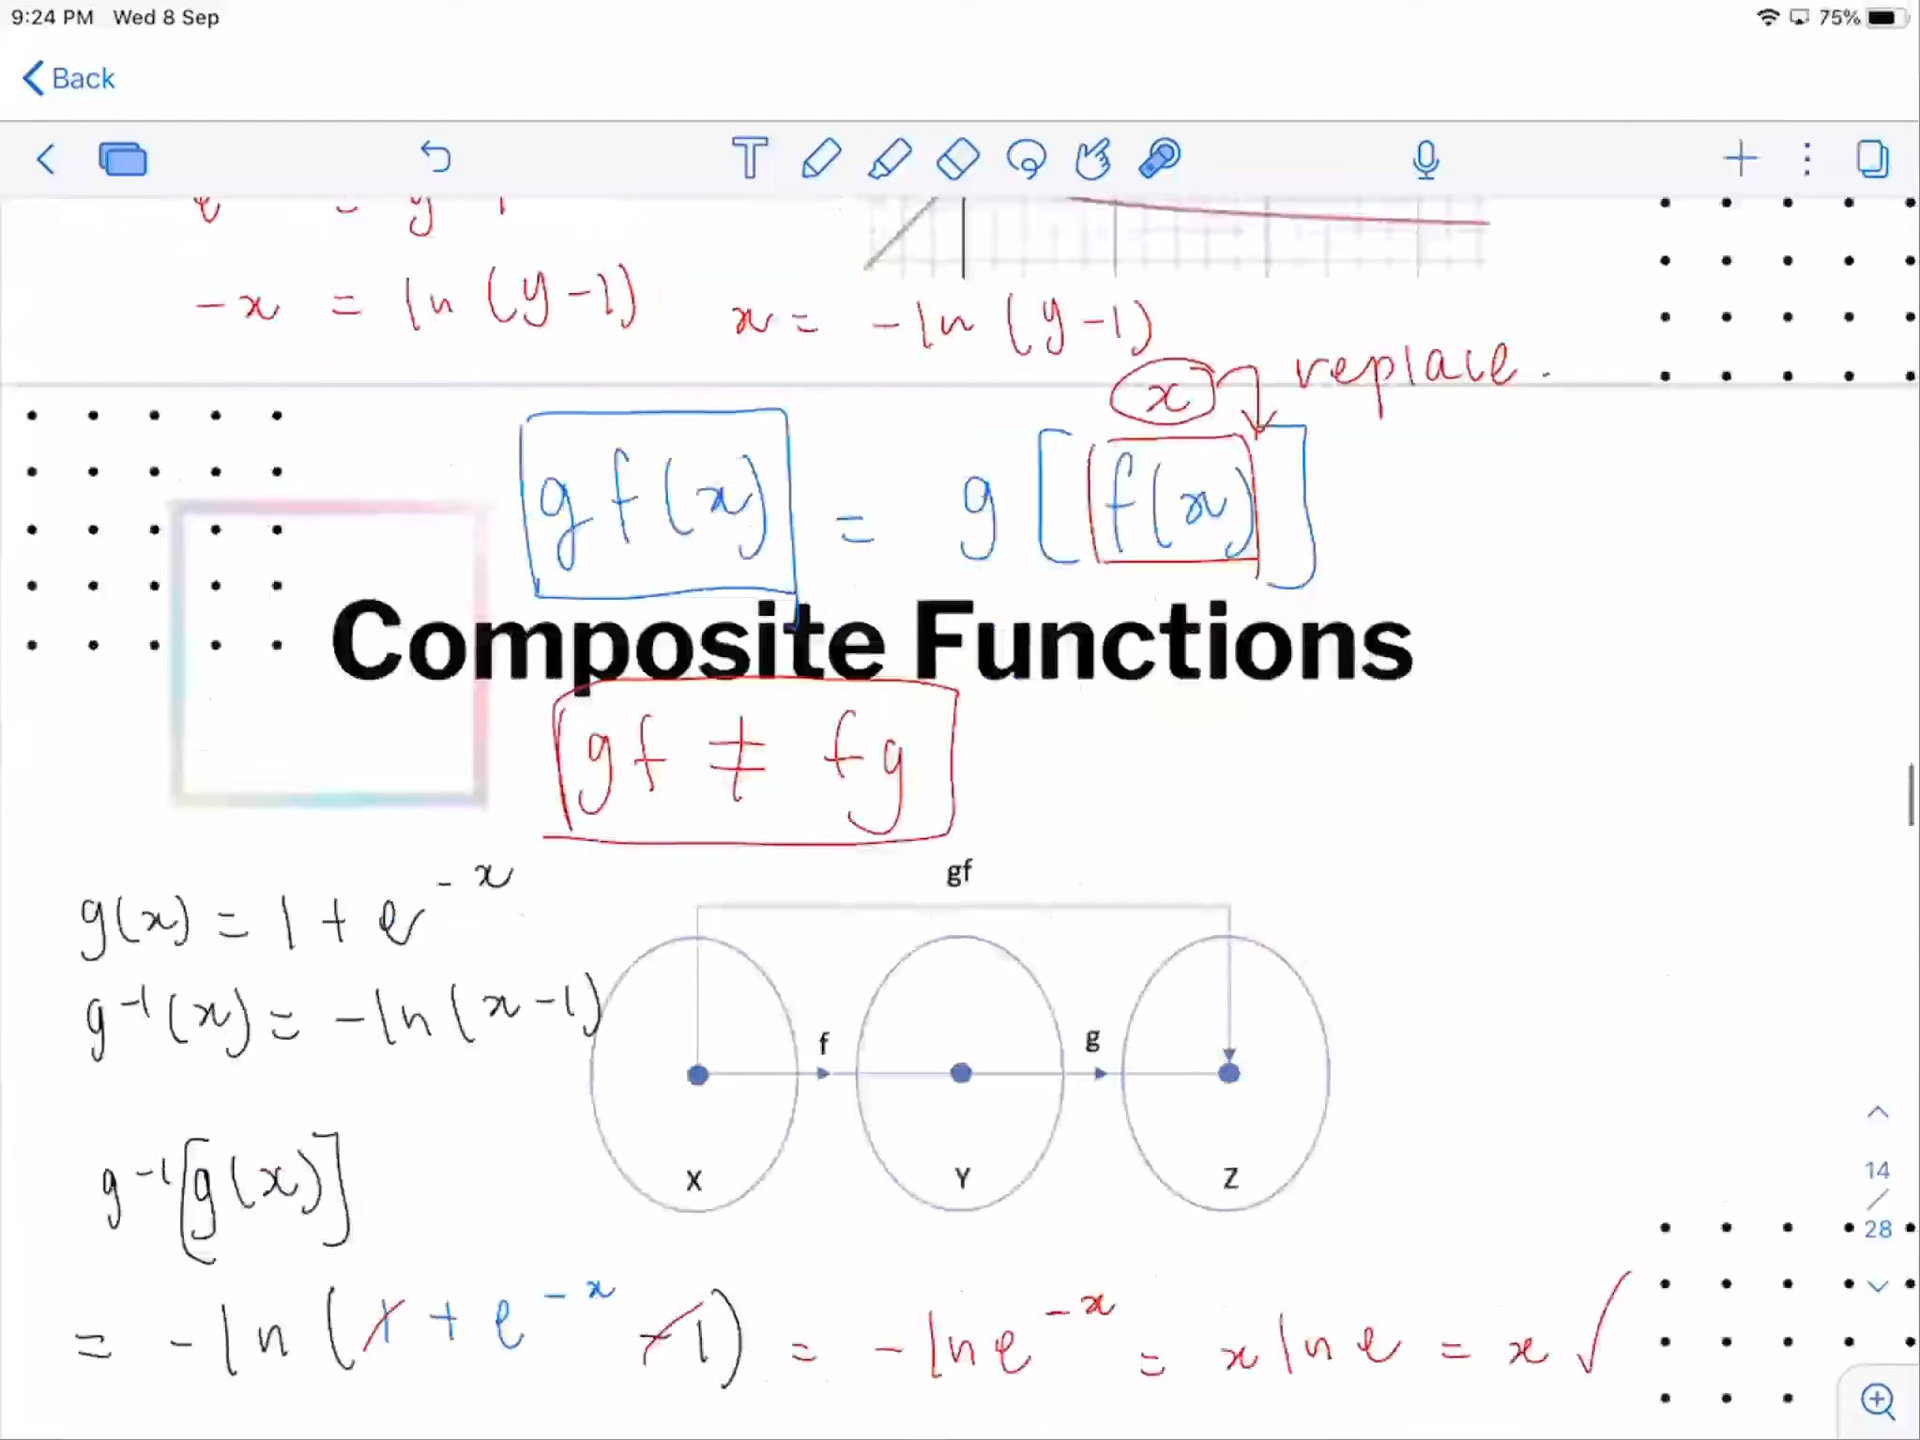 9:24 PM Wed 8 Sep
75%
Back
-x = ln (y-1)
x = -ln (y-1)
x replace.
gf(x) = g[f(x)]
Composite Functions
gf ≠ fg
gf
g(x) = 1 + e^-x
g^-1(x) = -ln(x-1)
f
g
X
Y
Z
g^-1[g(x)]
14
/
28
= -ln (1 + e^-x -1) = -ln e^-x = x ln e = x √